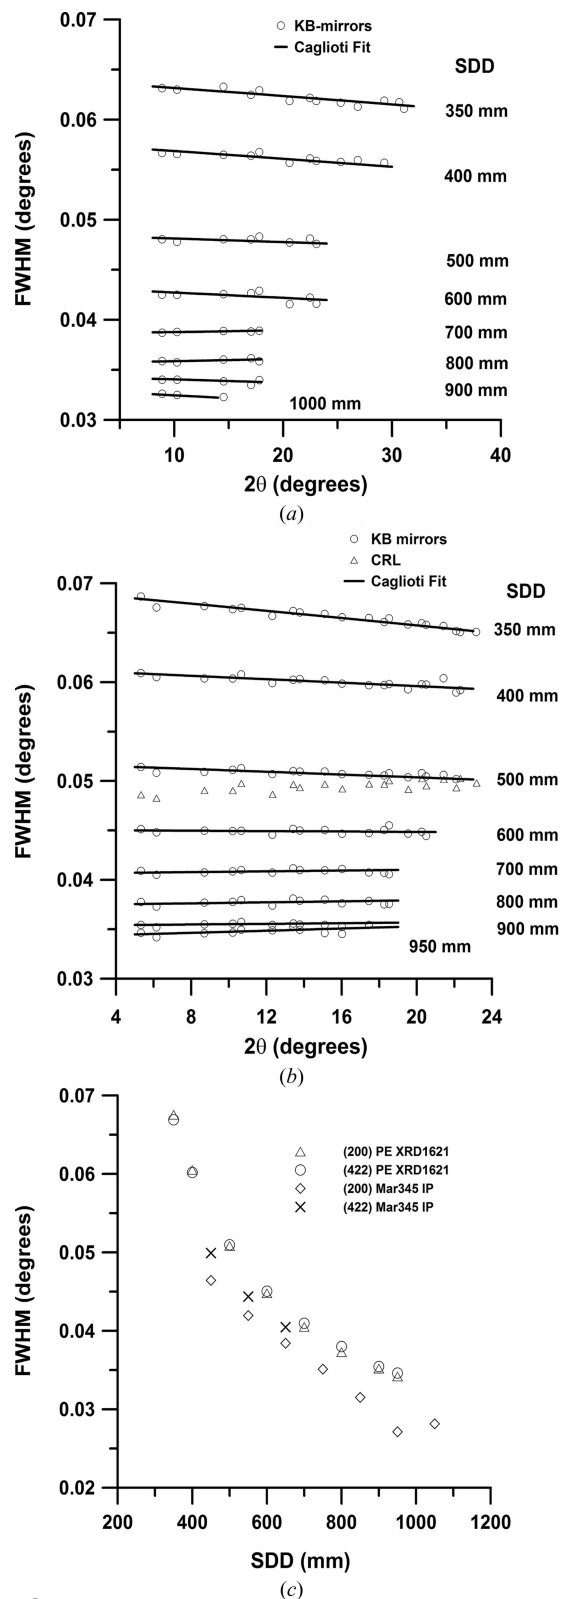 0.07
KB-mirrors
Caglioti Fit
SDD
350 mm
0.06
400 mm
FWHM (degrees)
0.05
500 mm
600 mm
0.04
700 mm
800 mm
900 mm
1000 mm
0.03
10 20 30 40
2θ (degrees)
(a)
KB mirrors
CRL
Caglioti Fit
0.07
SDD
350 mm
0.06
400 mm
FWHM (degrees)
0.05
500 mm
600 mm
0.04
700 mm
800 mm
900 mm
950 mm
0.03
4 8 12 16 20 24
2θ (degrees)
(b)
0.07
(200) PE XRD1621
(422) PE XRD1621
(200) Mar345 IP
(422) Mar345 IP
0.06
0.05
FWHM (degrees)
0.04
0.03
0.02
200 400 600 800 1000 1200
SDD (mm)
(c)